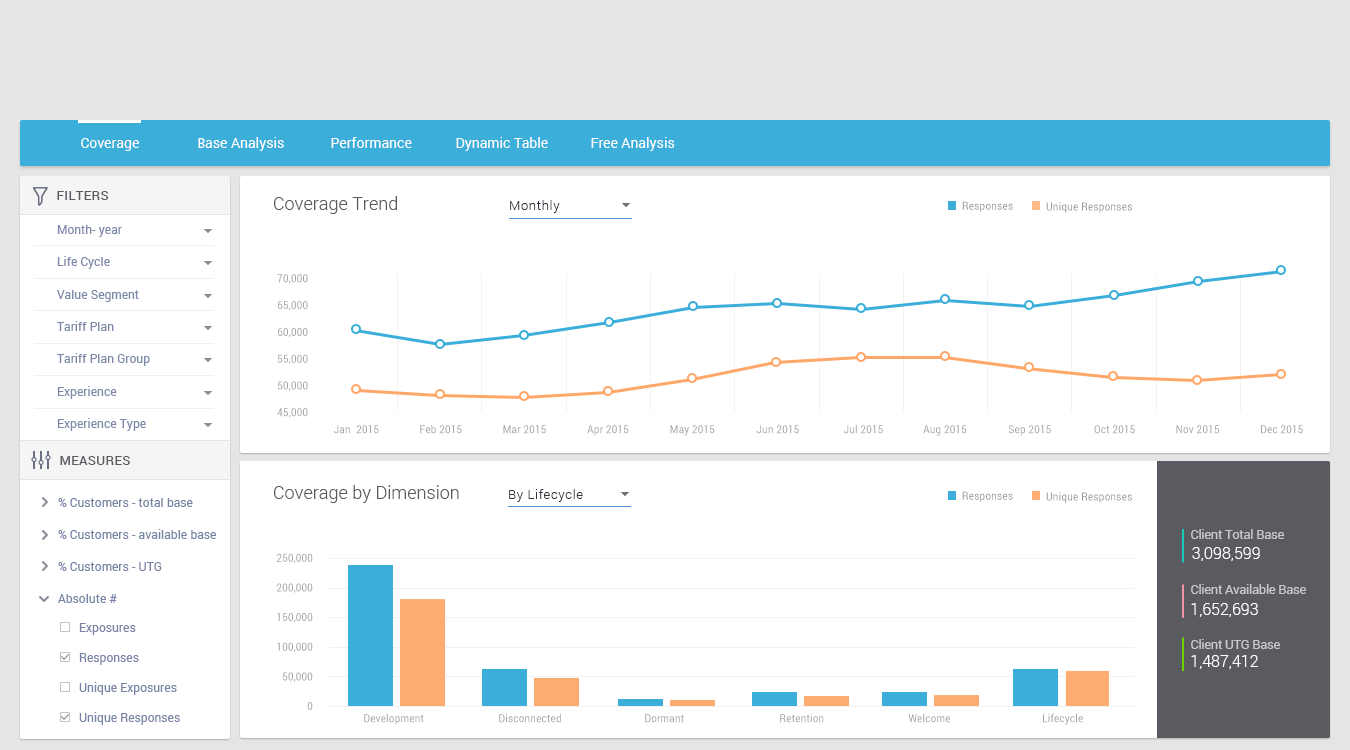 Coverage Base Analysis Performance Dynamic Table Free Analysis
FILTERS
Month- year
Life Cycle
Value Segment
Tariff Plan
Tariff Plan Group
Experience
Experience Type
MEASURES
% Customers - total base
% Customers - available base
% Customers - UTG
Absolute #
Exposures
Responses
Unique Exposures
Unique Responses
Coverage Trend Monthly Responses Unique Responses
70,000
65,000
60,000
55,000
50,000
45,000
Jan 2015 Feb 2015 Mar 2015 Apr 2015 May 2015 Jun 2015 Jul 2015 Aug 2015 Sep 2015 Oct 2015 Nov 2015 Dec 2015
Coverage by Dimension By Lifecycle Responses Unique Responses
250,000
200,000
150,000
100,000
50,000
0
Development Disconnected Dormant Retention Welcome Lifecycle
Client Total Base
3,098,599
Client Available Base
1,652,693
Client UTG Base
1,487,412